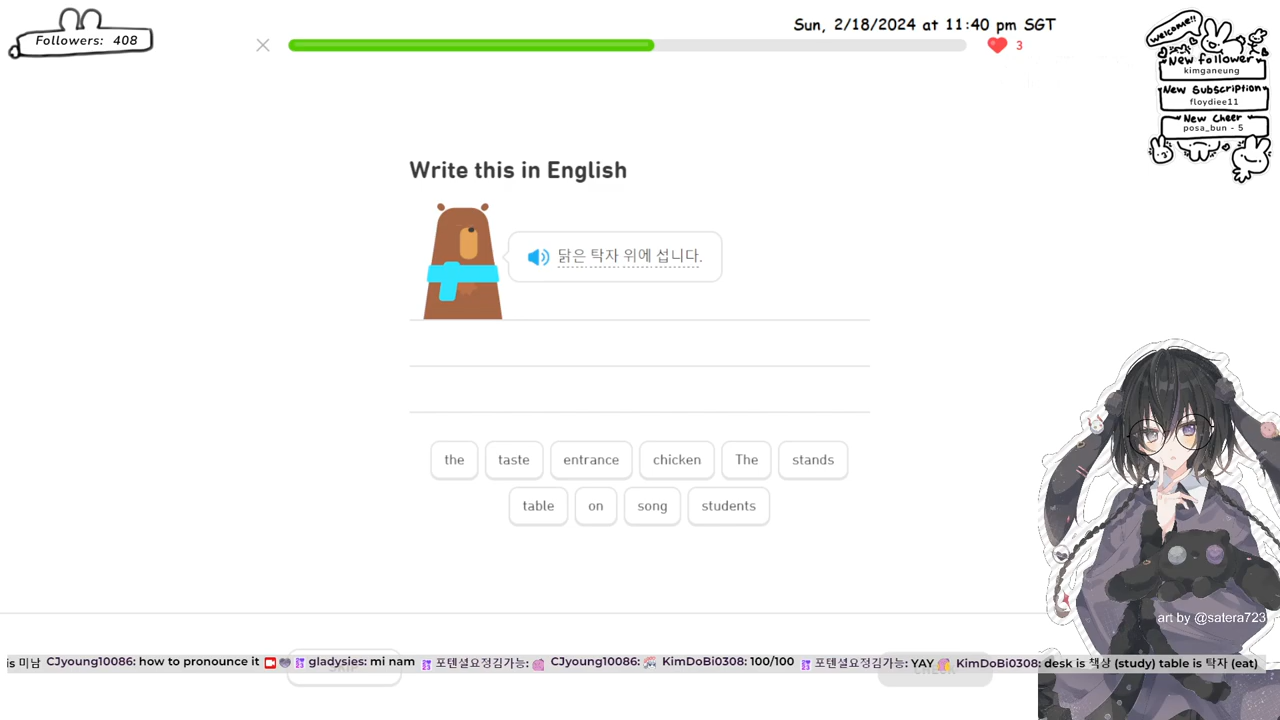 Followers: 408
Sun, 2/18/2024 at 11:40 pm SGT
3
welcome!!
New follower
kimganeung
New Subscription
floydiee11
New Cheer
posa_bun - 5
Write this in English
닭은 탁자 위에 섭니다.
the taste entrance chicken The stands
table on song students
art by @satera723
is 미남 CJyoung10086: how to pronounce it gladysies: mi nam 포텐셜요정김가능: CJyoung10086: KimDoBi0308: 100/100 포텐셜요정김가능: YAY KimDoBi0308: desk is 책상 (study) table is 탁자 (eat)
CHECK